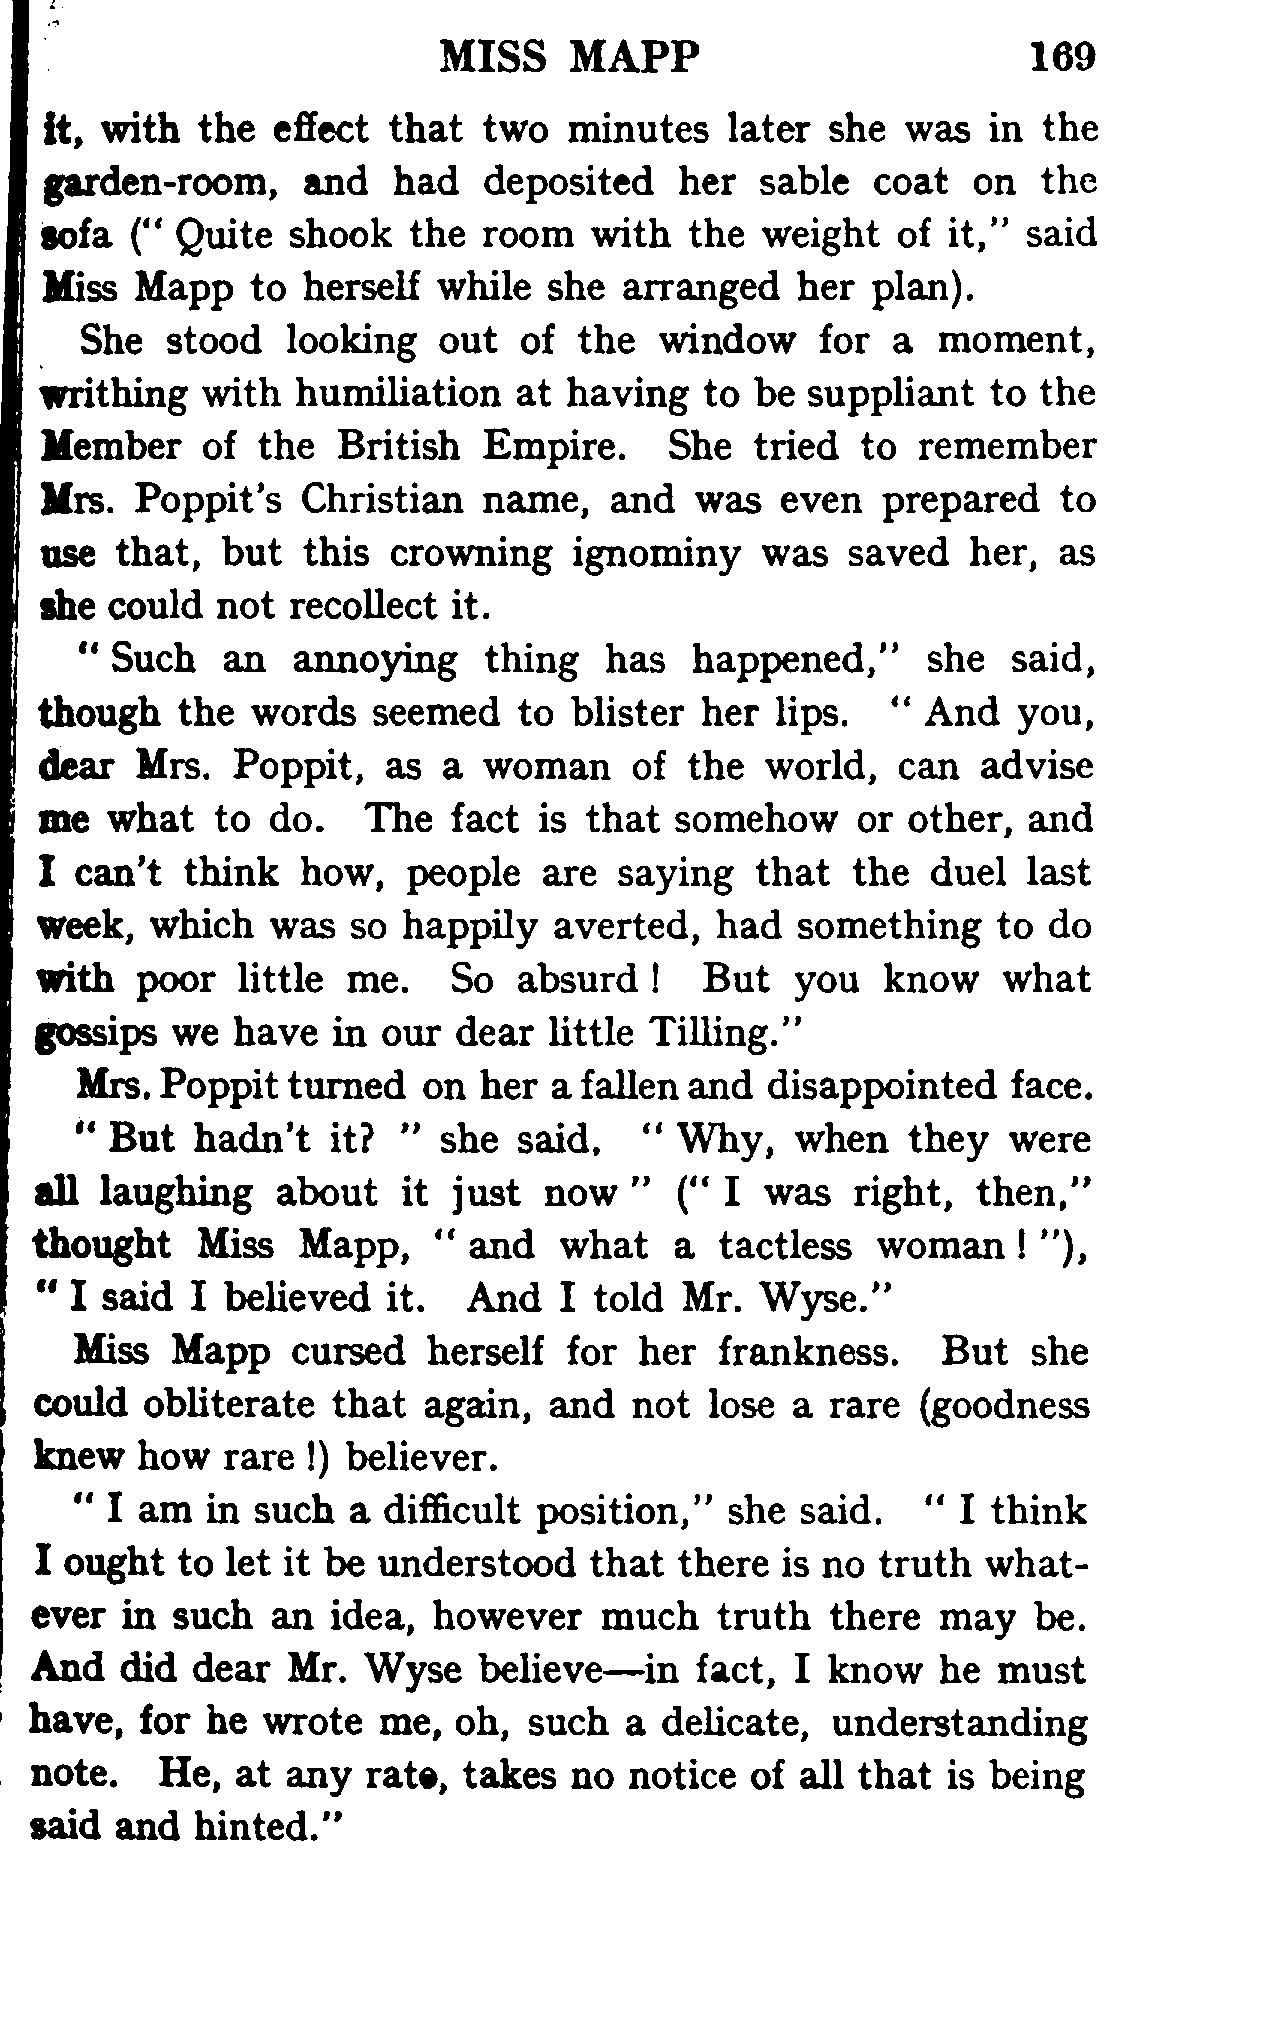 MISS MAPP 169
it, with the effect that two minutes later she was in the
garden-room, and had deposited her sable coat on the
sofa (" Quite shook the room with the weight of it," said
Miss Mapp to herself while she arranged her plan).
She stood looking out of the window for a moment,
writhing with humiliation at having to be suppliant to the
Member of the British Empire. She tried to remember
Mrs. Poppit's Christian name, and was even prepared to
use that, but this crowning ignominy was saved her, as
she could not recollect it.
" Such an annoying thing has happened," she said,
though the words seemed to blister her lips. " And you,
dear Mrs. Poppit, as a woman of the world, can advise
me what to do. The fact is that somehow or other, and
I can't think how, people are saying that the duel last
week, which was so happily averted, had something to do
with poor little me. So absurd ! But you know what
gossips we have in our dear little Tilling."
Mrs. Poppit turned on her a fallen and disappointed face.
" But hadn't it? " she said. " Why, when they were
all laughing about it just now " (" I was right, then,"
thought Miss Mapp, " and what a tactless woman ! "),
" I said I believed it. And I told Mr. Wyse."
Miss Mapp cursed herself for her frankness. But she
could obliterate that again, and not lose a rare (goodness
knew how rare !) believer.
" I am in such a difficult position," she said. " I think
I ought to let it be understood that there is no truth what-
ever in such an idea, however much truth there may be.
And did dear Mr. Wyse believe—in fact, I know he must
have, for he wrote me, oh, such a delicate, understanding
note. He, at any rate, takes no notice of all that is being
said and hinted."